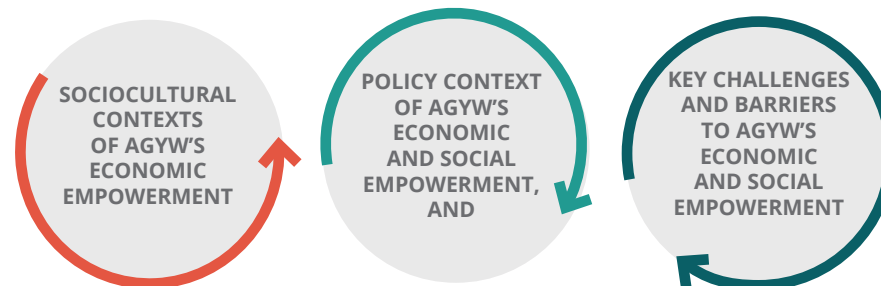 SOCIOCULTURAL
CONTEXTS
OF AGYW'S
ECONOMIC
EMPOWERMENT
POLICY CONTEXT
OF AGYW'S
ECONOMIC
AND SOCIAL
EMPOWERMENT,
AND
KEY CHALLENGES
AND BARRIERS
TO AGYW'S
ECONOMIC
AND SOCIAL
EMPOWERMENT